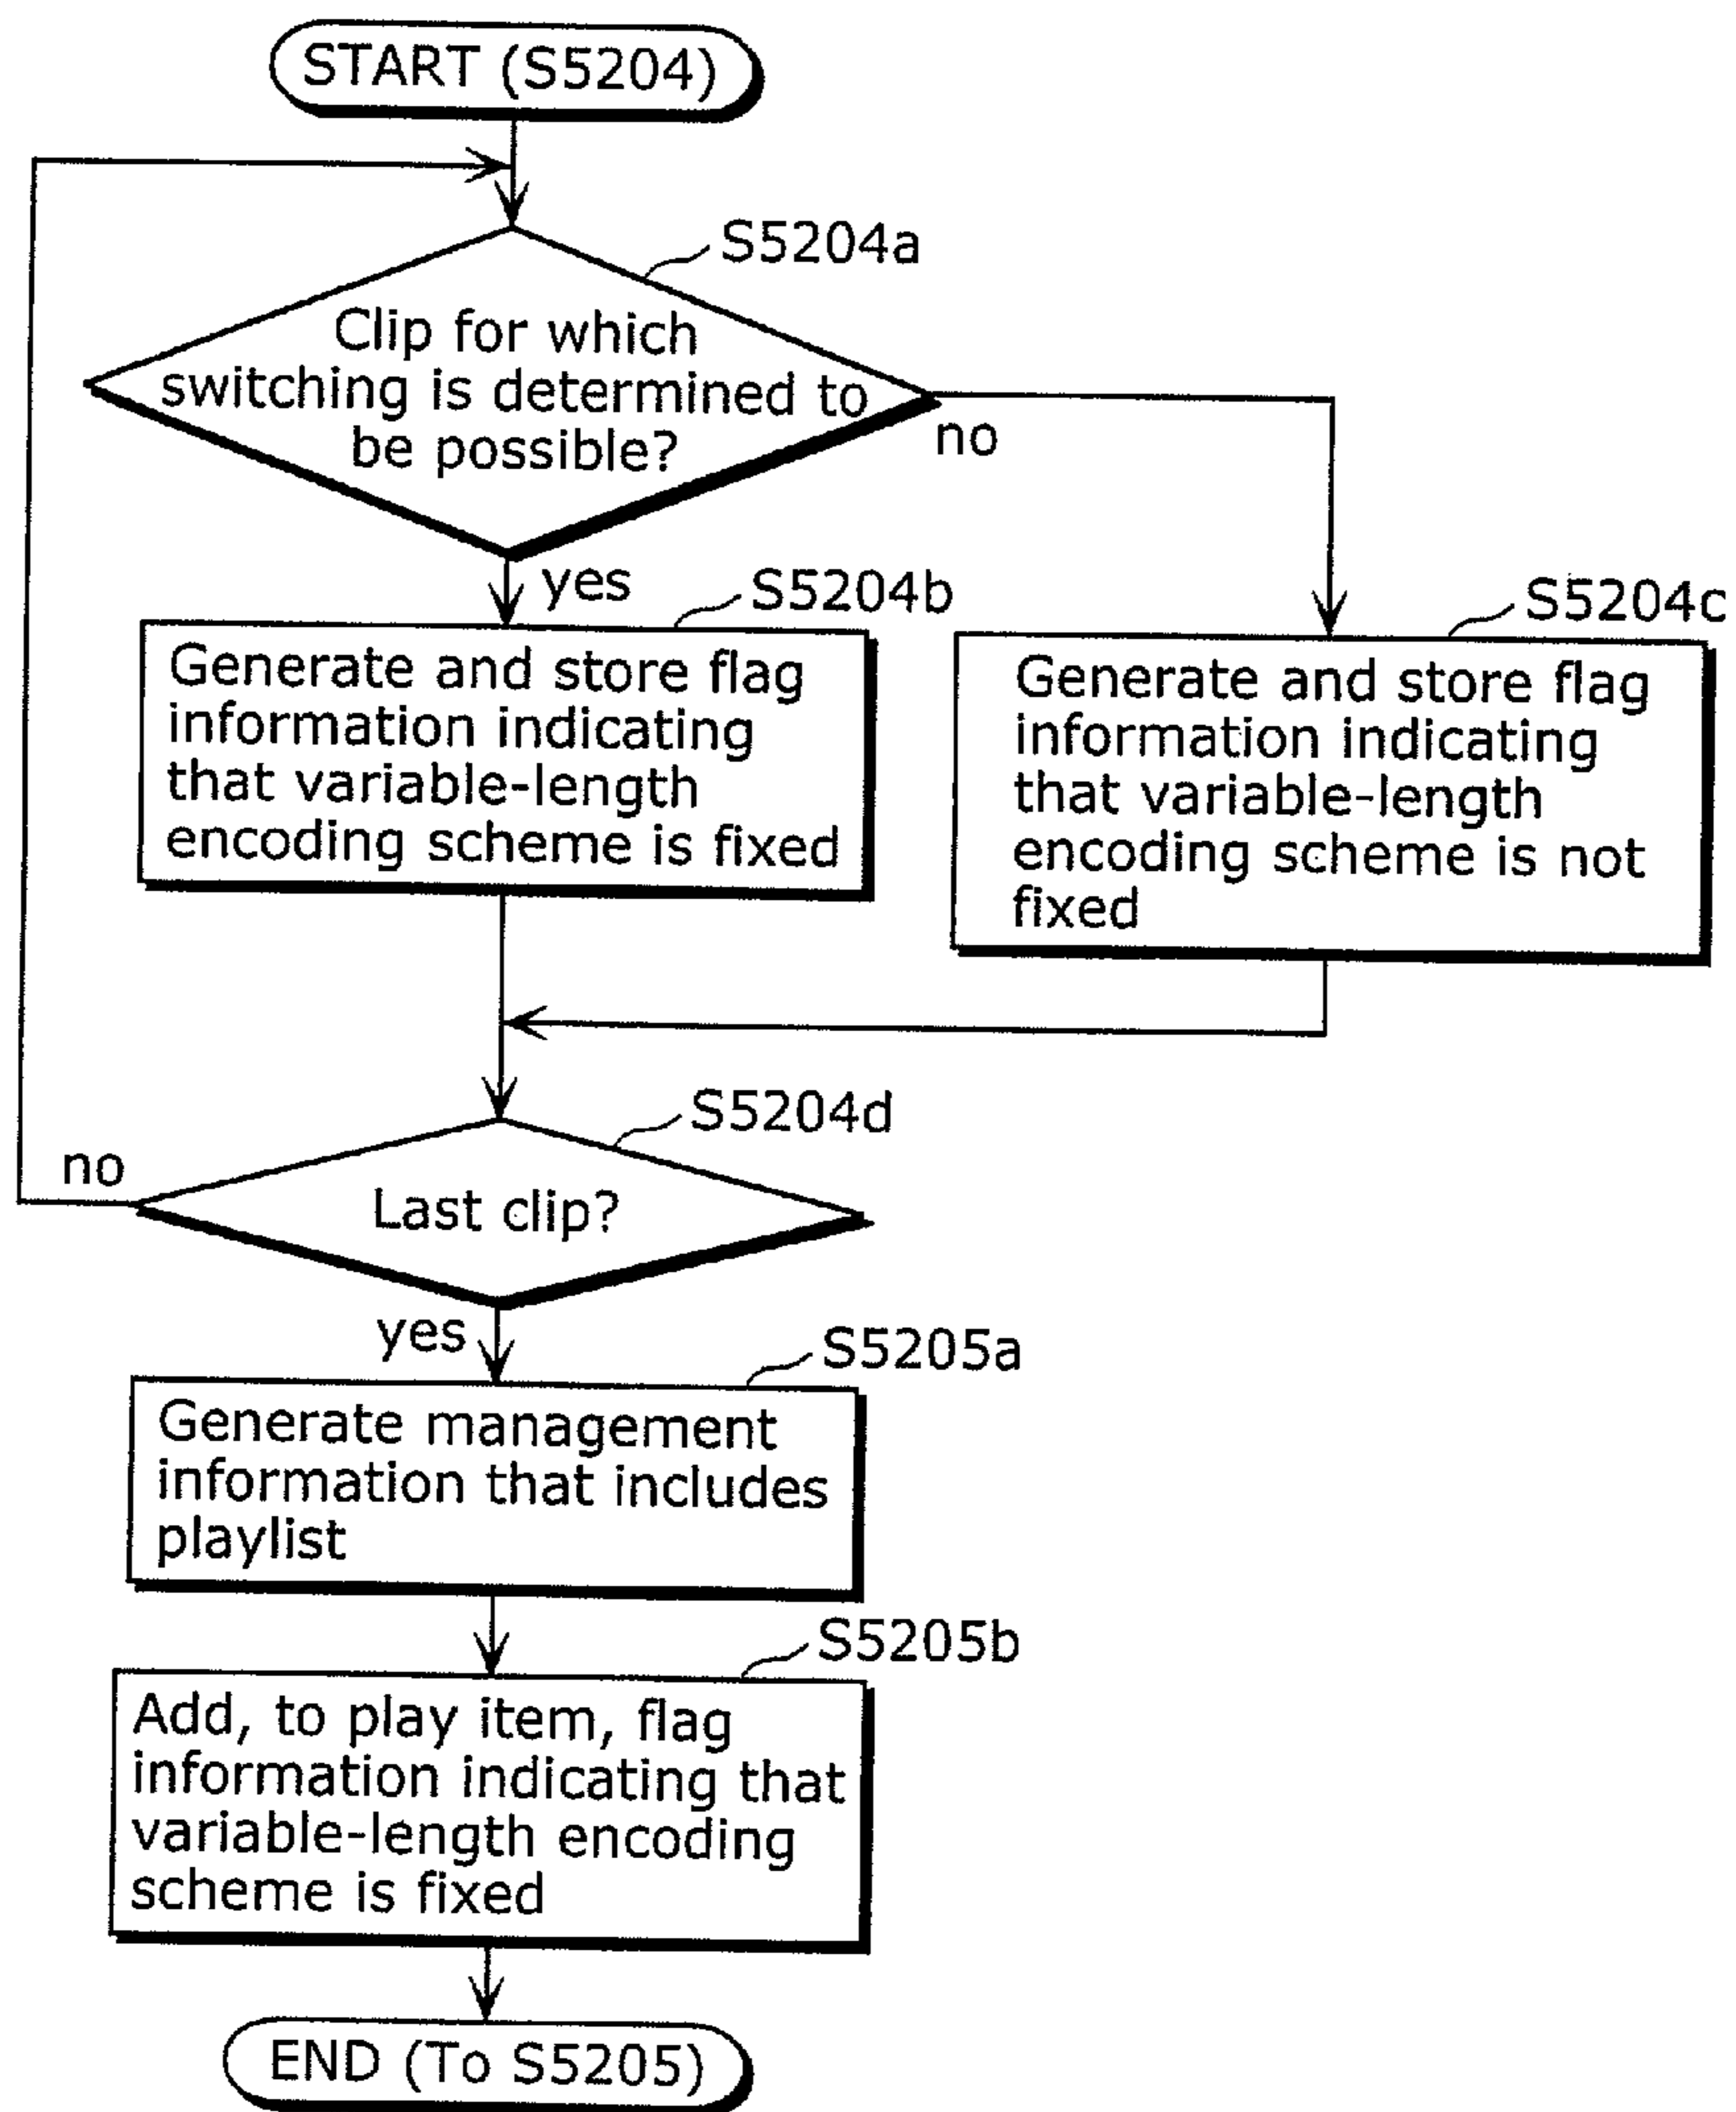 START (S5204)
S5204a
Clip for which
switching is determined to
be possible?
no
yes
S5204b
Generate and store flag
information indicating
that variable-length
encoding scheme is fixed
S5204c
Generate and store flag
information indicating
that variable-length
encoding scheme is not
fixed
S5204d
no
Last clip?
yes
S5205a
Generate management
information that includes
playlist
S5205b
Add, to play item, flag
information indicating that
variable-length encoding
scheme is fixed
END (To S5205)